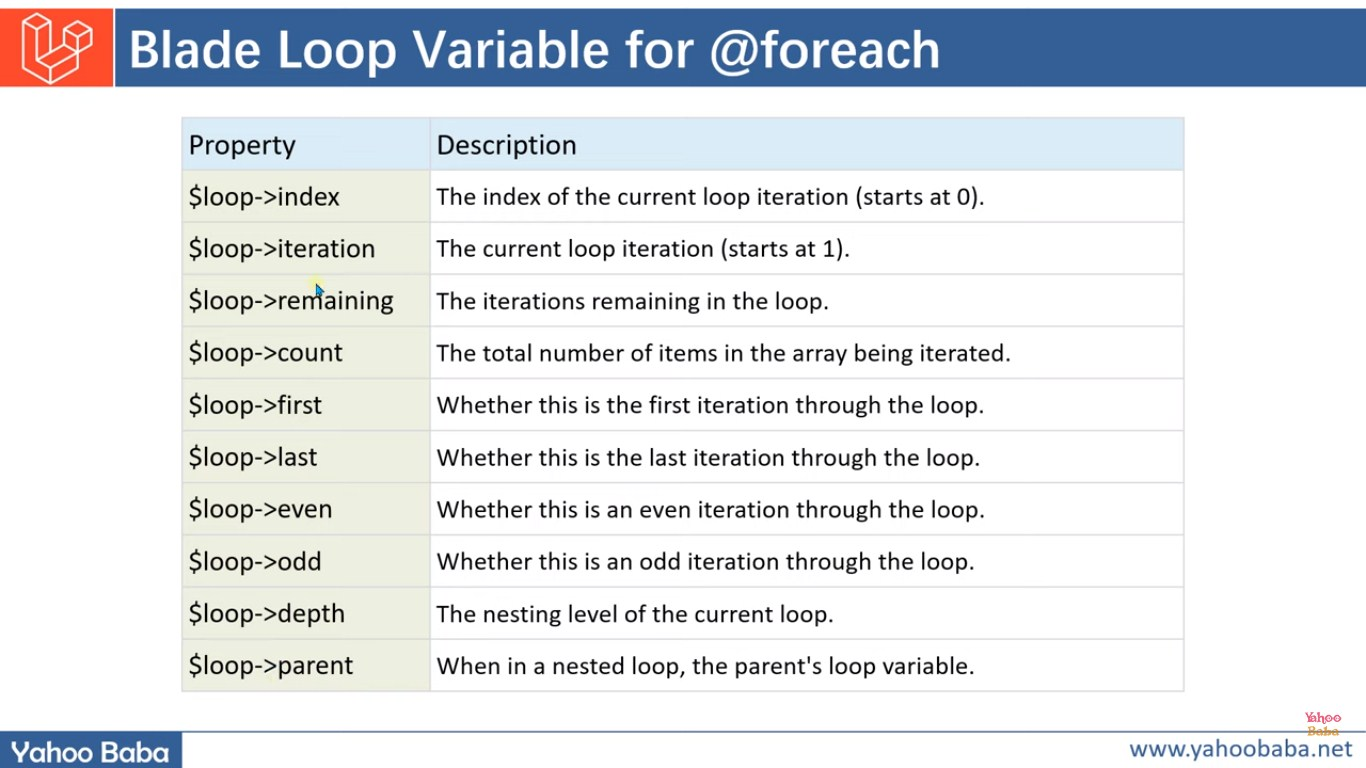 Blade Loop Variable for @foreach
Property Description
$loop->index The index of the current loop iteration (starts at 0).
$loop->iteration The current loop iteration (starts at 1).
$loop->remaining The iterations remaining in the loop.
$loop->count The total number of items in the array being iterated.
$loop->first Whether this is the first iteration through the loop.
$loop->last Whether this is the last iteration through the loop.
$loop->even Whether this is an even iteration through the loop.
$loop->odd Whether this is an odd iteration through the loop.
$loop->depth The nesting level of the current loop.
$loop->parent When in a nested loop, the parent's loop variable.
Yahoo
Baba
Yahoo Baba www.yahoobaba.net